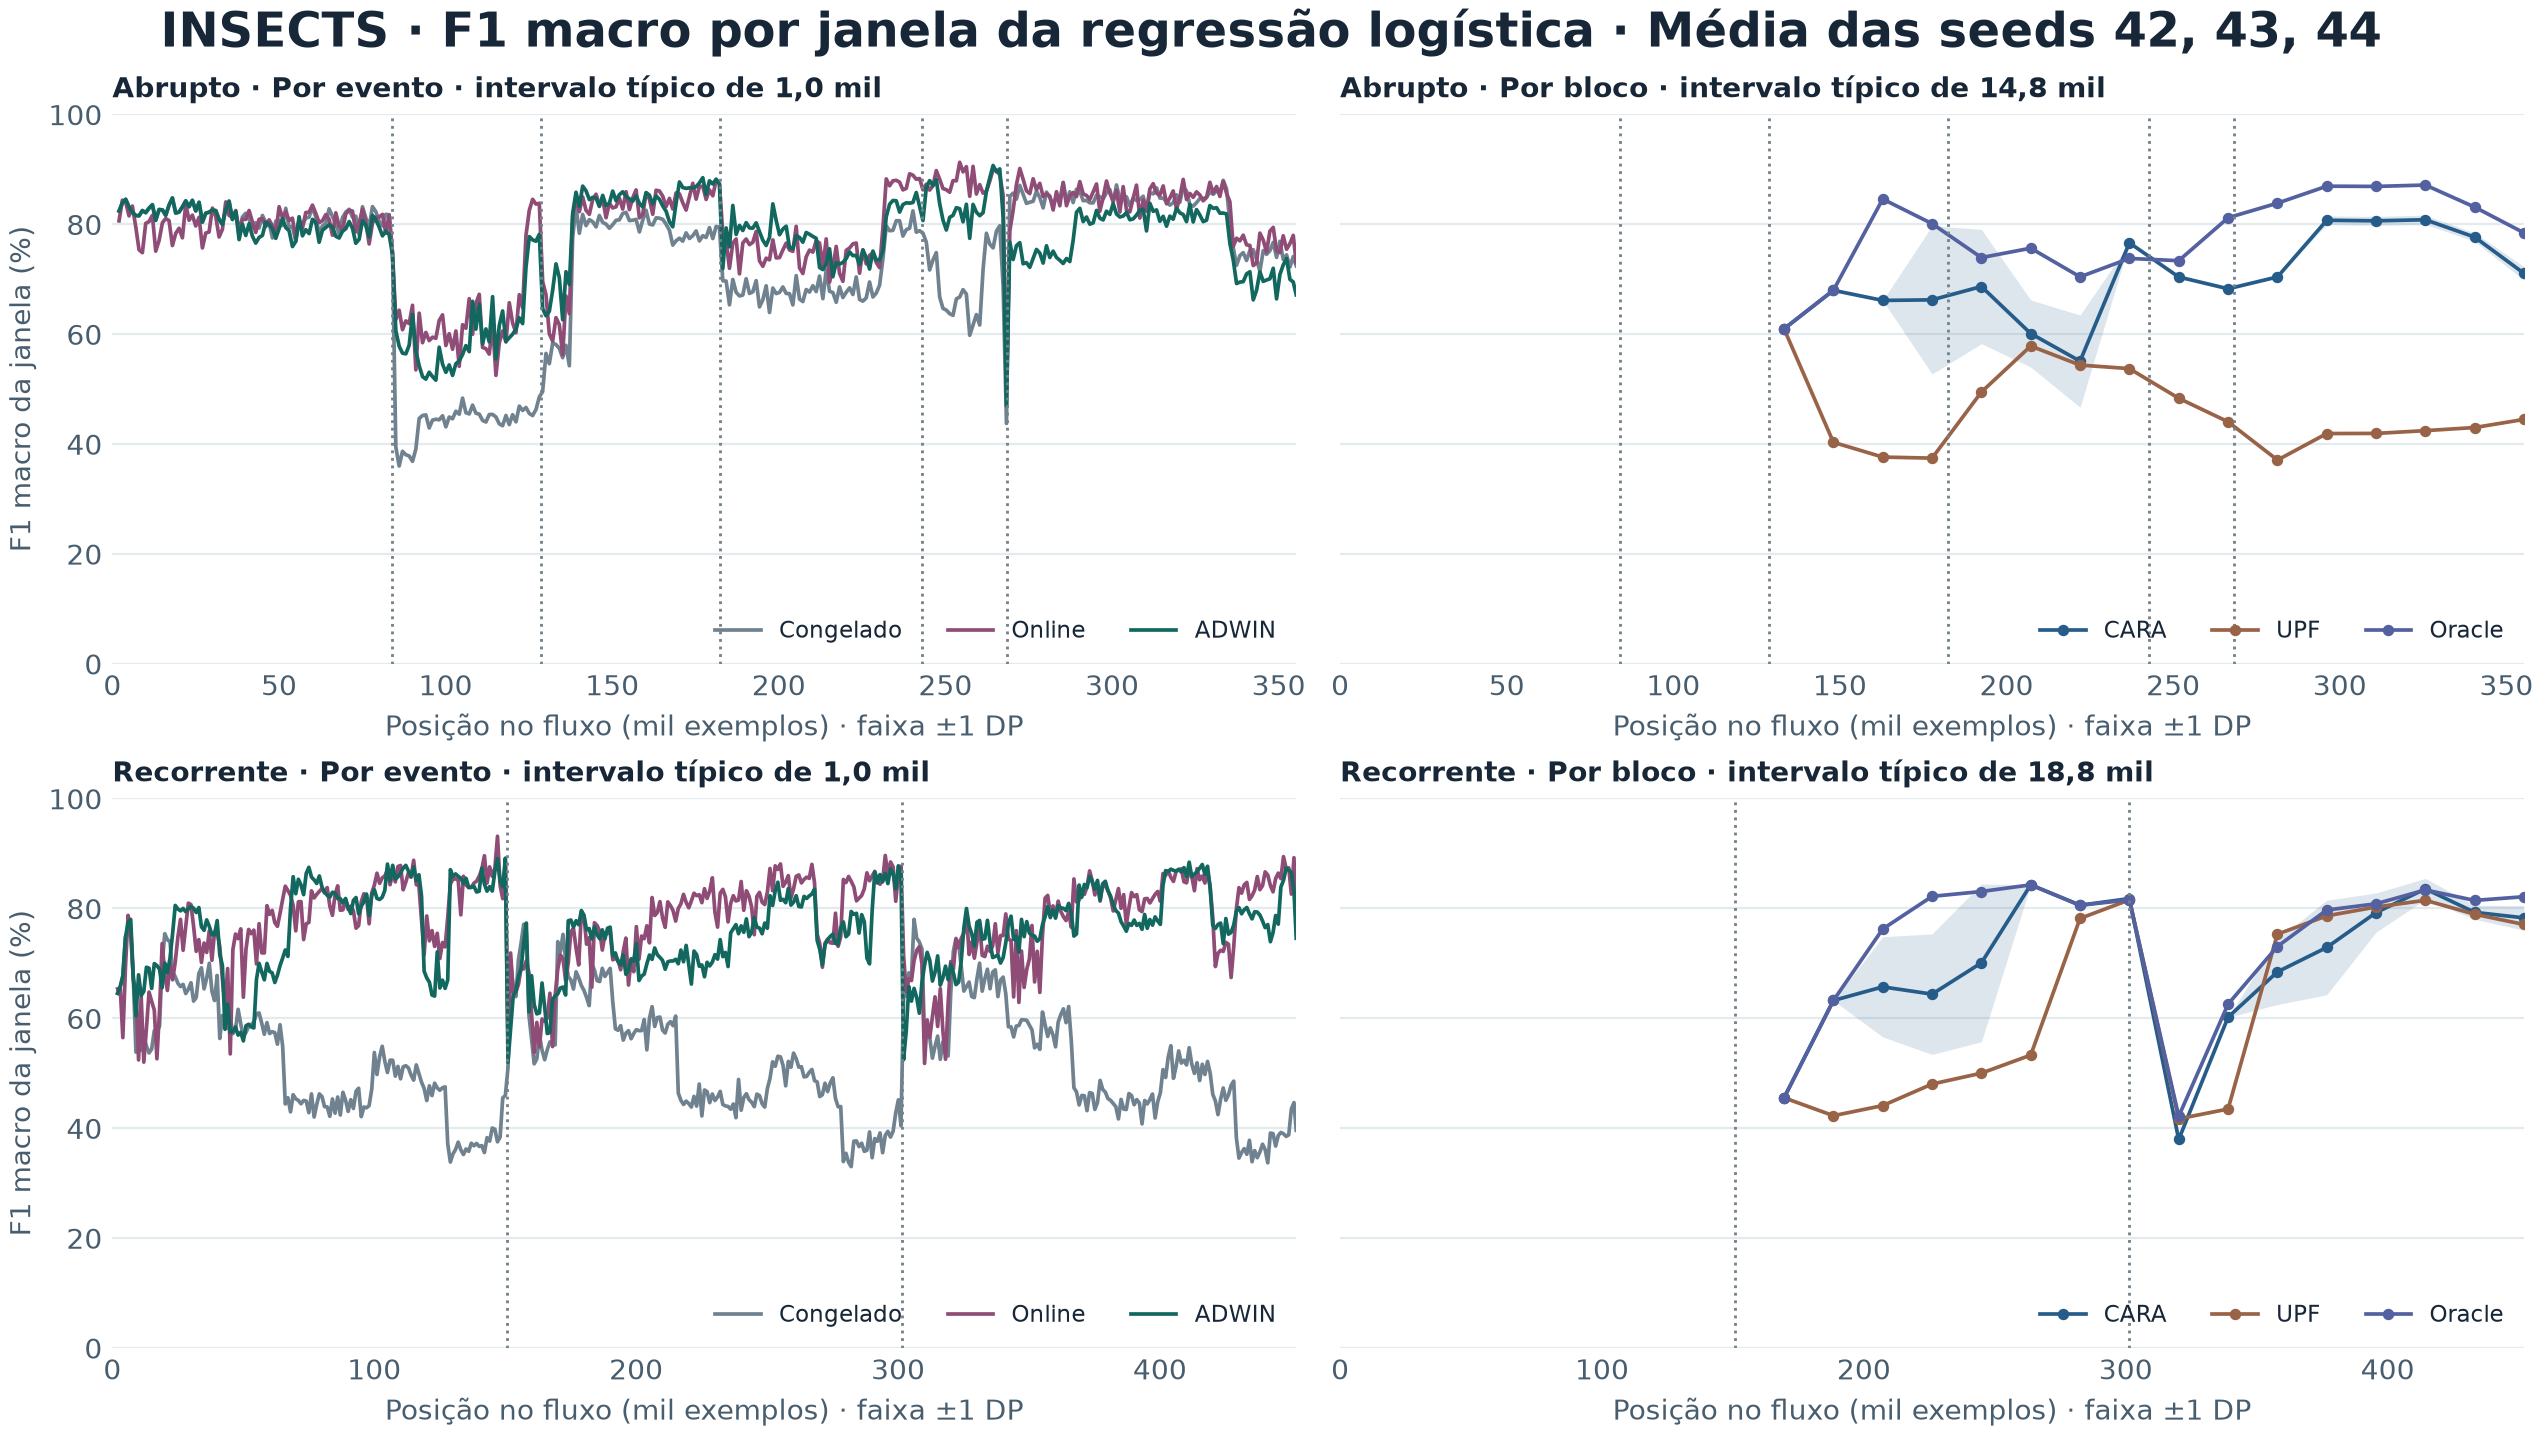 INSECTS · F1 macro por janela da regressão logística · Média das seeds 42, 43, 44
Abrupto · Por evento · intervalo típico de 1,0 mil
F1 macro da janela (%)
100
80
60
40
20
0
0 50 100 150 200 250 300 350
Congelado Online ADWIN
Posição no fluxo (mil exemplos) · faixa ±1 DP
Abrupto · Por bloco · intervalo típico de 14,8 mil
CARA UPF Oracle
0 50 100 150 200 250 300 350
Posição no fluxo (mil exemplos) · faixa ±1 DP
Recorrente · Por evento · intervalo típico de 1,0 mil
F1 macro da janela (%)
100
80
60
40
20
0
Congelado Online ADWIN
0 100 200 300 400
Posição no fluxo (mil exemplos) · faixa ±1 DP
Recorrente · Por bloco · intervalo típico de 18,8 mil
CARA UPF Oracle
0 100 200 300 400
Posição no fluxo (mil exemplos) · faixa ±1 DP